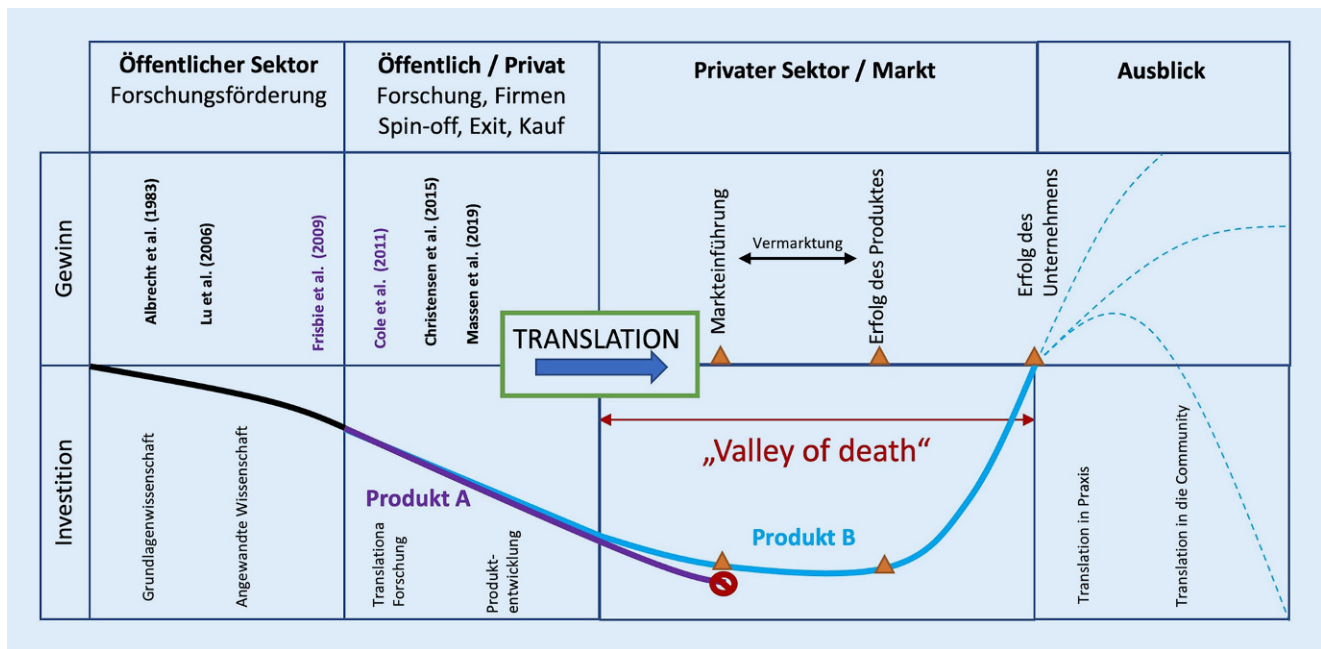 Öffentlicher Sektor
Forschungsförderung
Öffentlich / Privat
Forschung, Firmen
Spin-off, Exit, Kauf
Privater Sektor / Markt
Ausblick
Gewinn
Albrecht et al. (1983)
Lu et al. (2006)
Frisbie et al. (2009)
Cole et al. (2011)
Christensen et al. (2015)
Massen et al. (2019)
TRANSLATION
Markteinführung
Vermarktung
Erfolg des Produktes
Erfolg des
Unternehmens
Investition
Grundlagenwissenschaft
Angewandte Wissenschaft
Produkt A
Translationa
Forschung
Produkt-
entwicklung
„Valley of death“
Produkt B
Translation in Praxis
Translation in die Community